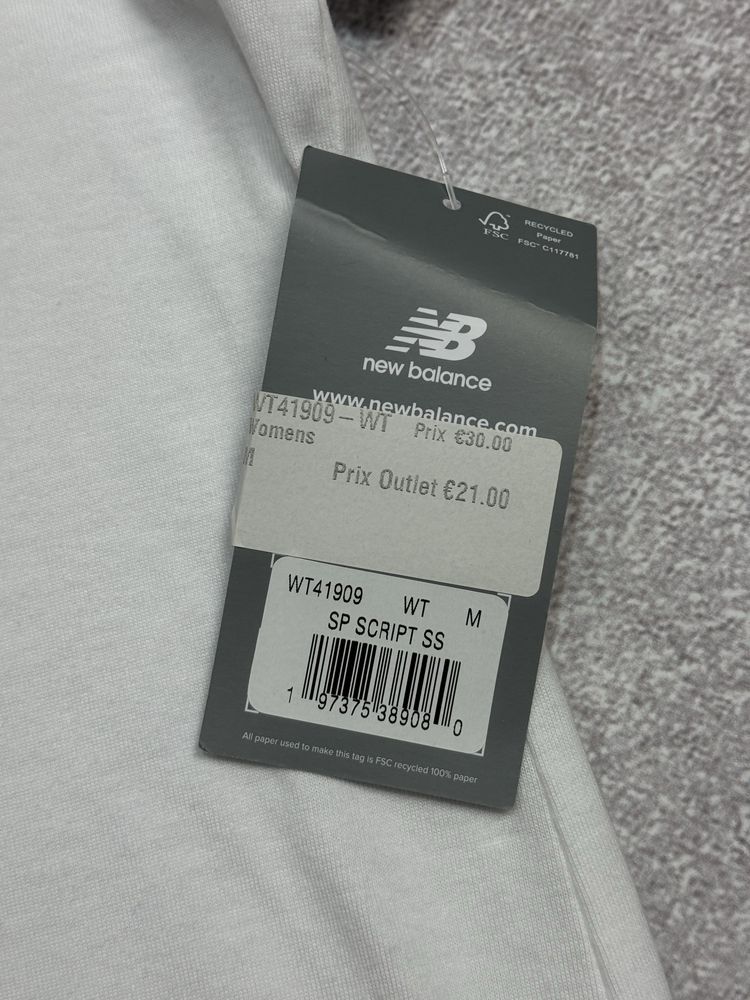 FSC™
RECYCLED
Paper
FSC™ C117781
NB
new balance
www.newbalance.com
WT41909-WT Prix €30.00
Womens
M
Prix Outlet €21.00
WT41909 WT M
SP SCRIPT SS
1 97375 38908 0
All paper used to make this tag is FSC recycled 100% paper